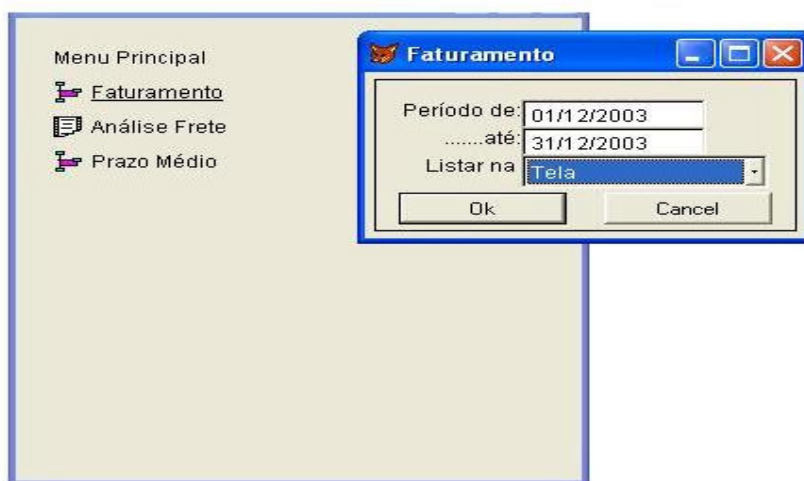 Menu Principal
Faturamento
Análise Frete
Prazo Médio
Faturamento
Período de: 01/12/2003
.......até: 31/12/2003
Listar na Tela
Ok Cancel